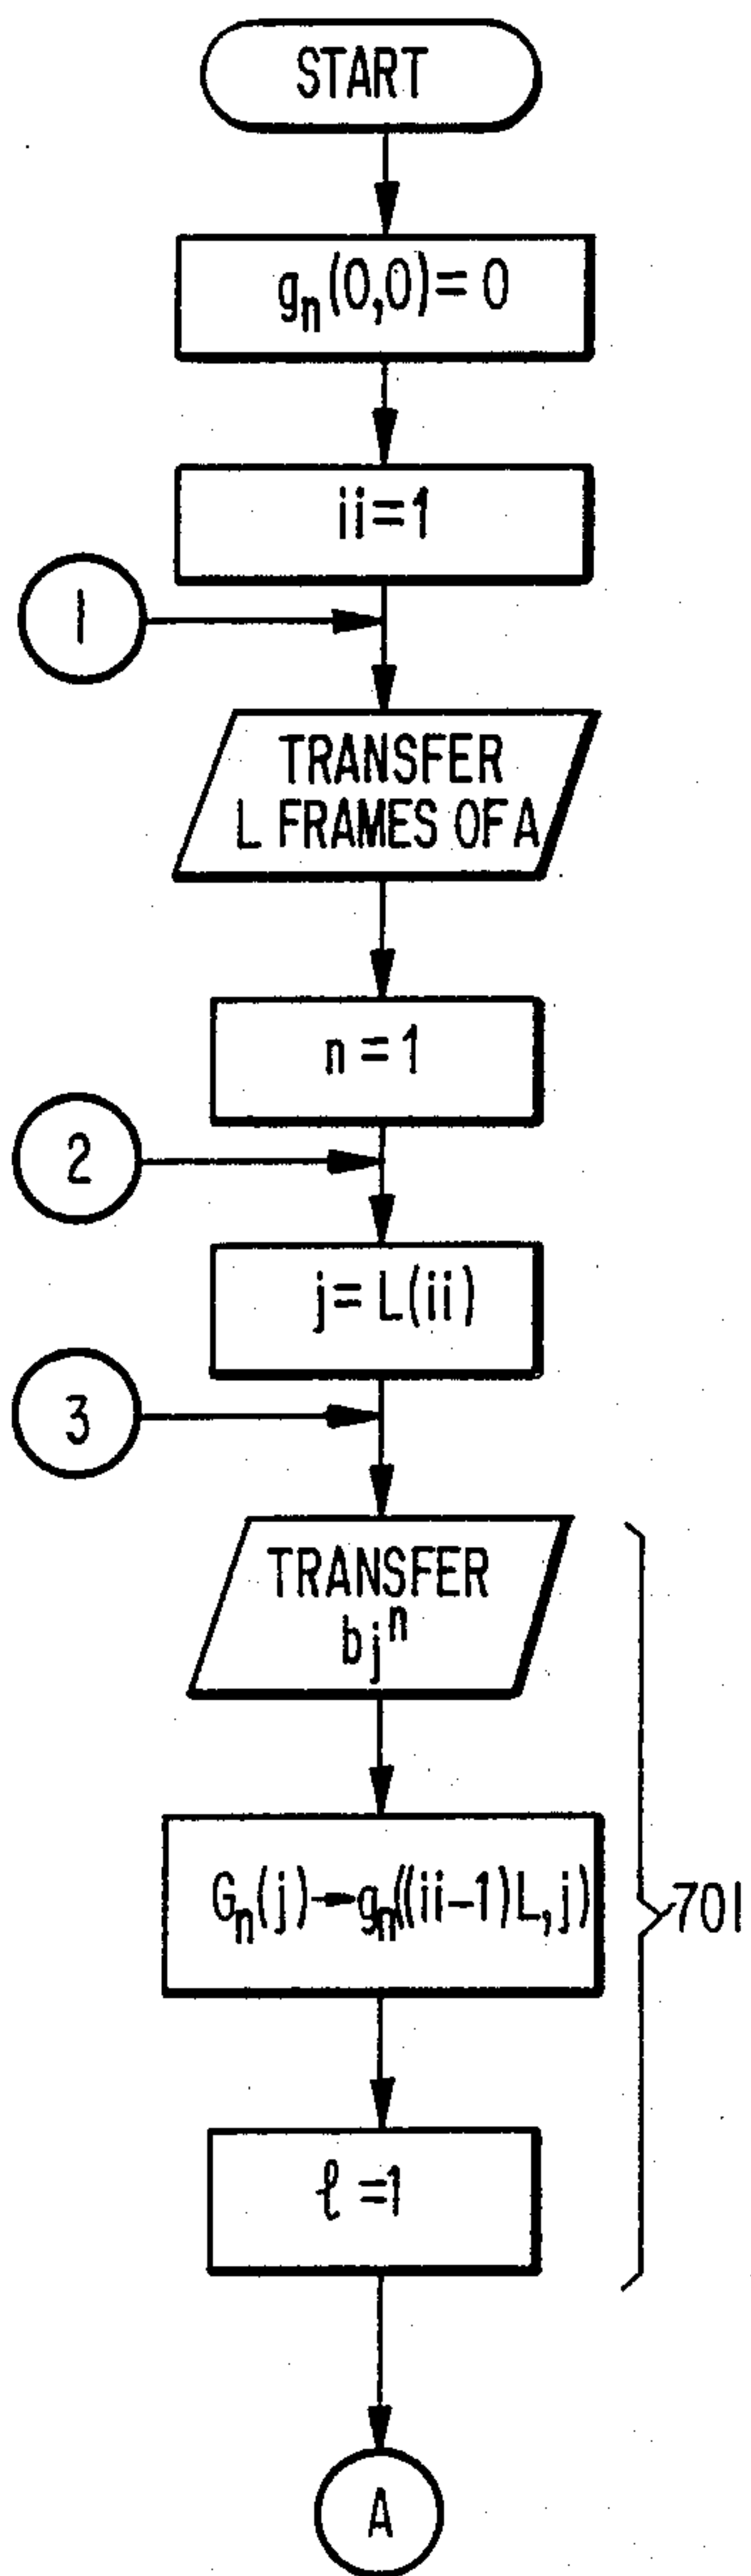 START
gn(0,0)=0
ii=1
1
TRANSFER
L FRAMES OF A
n=1
2
j=L(ii)
3
TRANSFER
bjⁿ
Gn(j)→gn((ii-1)L,j)
701
ℓ=1
A